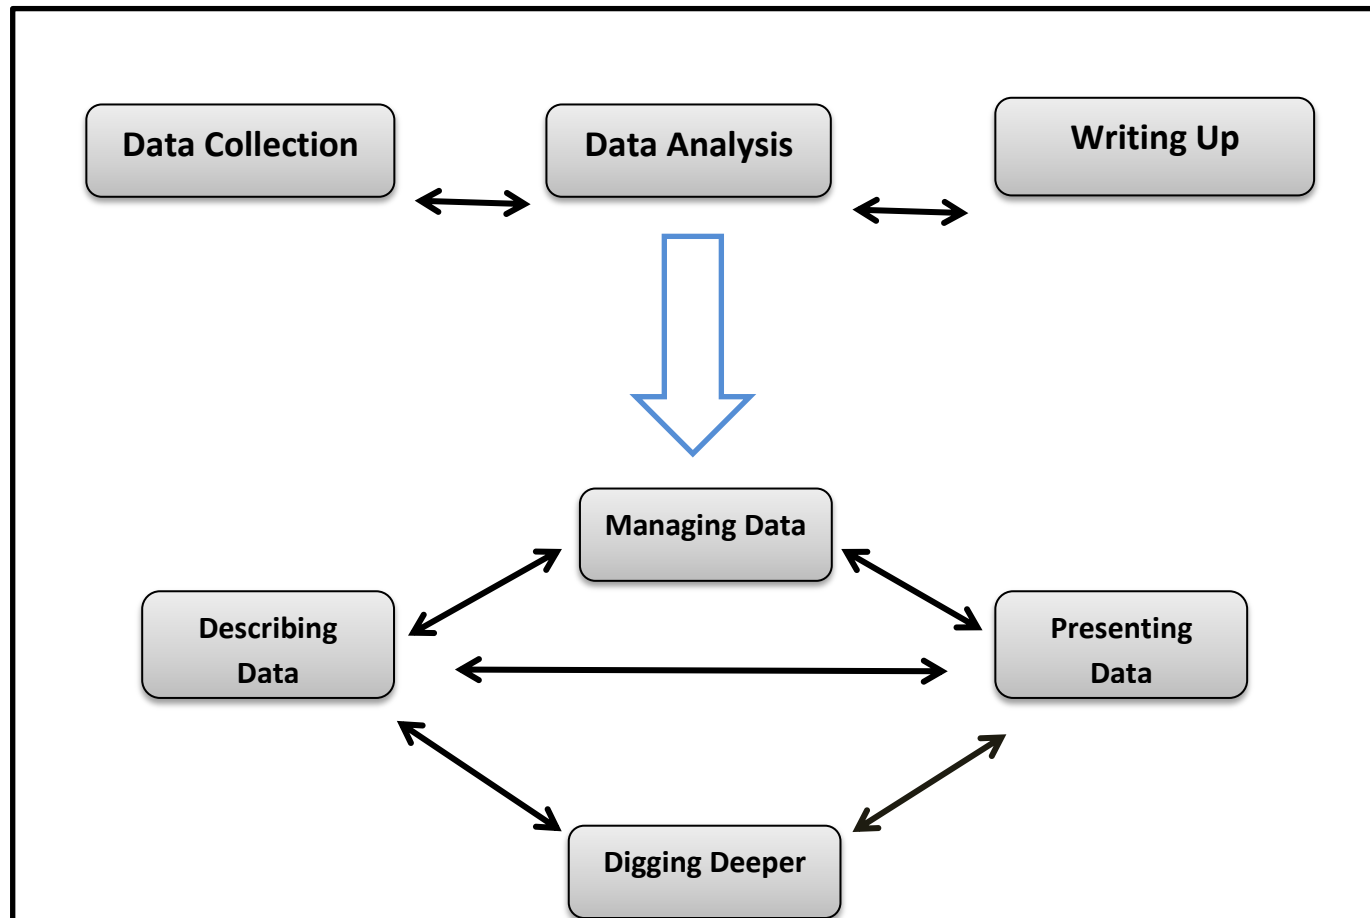 Data Collection
Data Analysis
Writing Up
Managing Data
Describing
Data
Presenting
Data
Digging Deeper